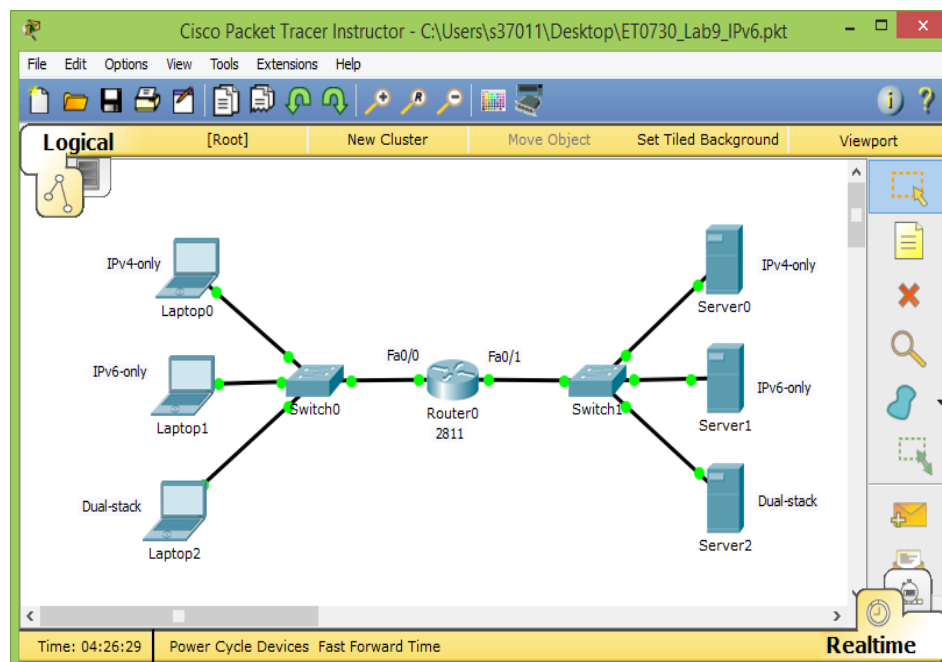 Cisco Packet Tracer Instructor - C:\Users\s37011\Desktop\ET0730_Lab9_IPv6.pkt
File Edit Options View Tools Extensions Help
Logical [Root] New Cluster Move Object Set Tiled Background Viewport
IPv4-only
Laptop0
IPv4-only
Server0
IPv6-only
Laptop1
Switch0
Fa0/0
Router0
2811
Fa0/1
Switch1
IPv6-only
Server1
Dual-stack
Laptop2
Dual-stack
Server2
Time: 04:26:29 Power Cycle Devices Fast Forward Time Realtime